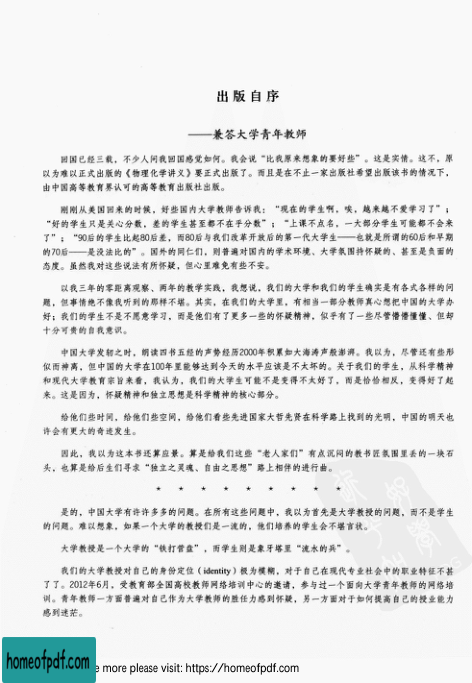 出版自序
——兼答大学青年教师
回国已经三载，不少人问我回国感觉如何。我会说“比我原来想象的要好些”。这是实情。这不，原
以为难以正式出版的《物理化学讲义》要正式出版了。而且是在不止一家出版社希望出版该书的情况下，
由中国高等教育界认可的高等教育出版社出版。
刚刚从美国回来的时候，好些国内大学教师告诉我：“现在的学生啊，唉，越来越不爱学习了”；
“好的学生只是关心分数，差的学生甚至都不在乎分数”；“上课不点名，一大部分学生可能都不会来
了”；“90后的学生比起80后差，而80后与我们改革开放后的第一代大学生——也就是所谓的60后和早期
的70后——是没法比的”。国外的同仁们，则普遍对国内的学术环境、大学氛围持怀疑的、甚至是负面的
态度。虽然我对这些说法有所怀疑，但心里难免有些不安。
以我三年的零距离观察、两年的教学实践，我想说，我们的大学和我们的学生确实是有各式各样的问
题，但事情绝不像我听到的那样不堪。其实，在我们的大学里，有相当一部分教师真心想把中国的大学办
好；我们的学生不是不愿意学习，而是他们有了更多一些的怀疑精神，似乎有了一些尽管懵懵懂懂、但却
十分可贵的自我意识。
中国大学发轫之时，朗读四书五经的声势经历2000年积累如大海涛声般澎湃。我以为，尽管还有些形
似而神离，但中国的大学在100年里能够达到今天的水平应该是不太坏的。关于我们的学生，从科学精神
和现代大学教育宗旨来看，我认为，我们的大学生可能不是变得不大好了，而是恰恰相反，变得好了起
来。这是因为，怀疑精神和独立思想是科学精神的核心部分。
给他们些时间，给他们些空间，给他们看些先进国家大哲先贤在科学路上找到的光明，中国的明天也
许会有更大的奇迹发生。
因此，我以为这本书还算应景。算是给我们这些“老人家们”有点沉闷的教书匠氛围里丢的一块石
头，也算是给后生们寻求“独立之灵魂、自由之思想”路上相伴的进行曲。
* * * * * * * * *
是的，中国大学有许许多多的问题。在所有这些问题中，我以为首先是大学教授的问题，而不是学生
的问题。难以想象，如果一个大学的教授们是一流的，他们培养的学生会不堪言状。
大学教授是一个大学的“铁打营盘”，而学生则是象牙塔里“流水的兵”。
我们的大学教授对自己的身份定位（identity）极为模糊，对于自己在现代专业社会中的职业特征不甚
了了。2012年6月，受教育部全国高校教师网络培训中心的邀请，参与过一个面向大学青年教师的网络培
训。青年教师一方面普遍对自己作为大学教师的胜任力感到怀疑，另一方面对于如何提高自己的授业能力
感到迷茫。
homeofpdf.com
e more please visit: https://homeofpdf.com